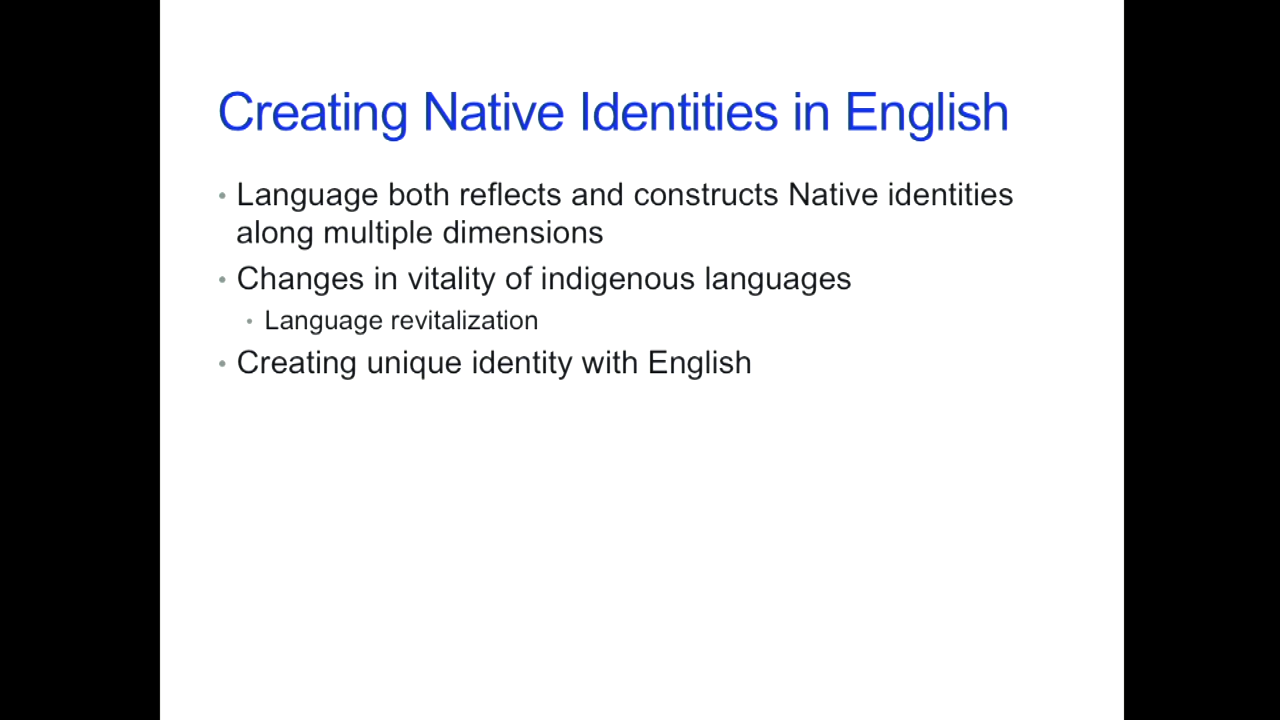 Creating Native Identities in English
• Language both reflects and constructs Native identities
along multiple dimensions
• Changes in vitality of indigenous languages
• Language revitalization
• Creating unique identity with English